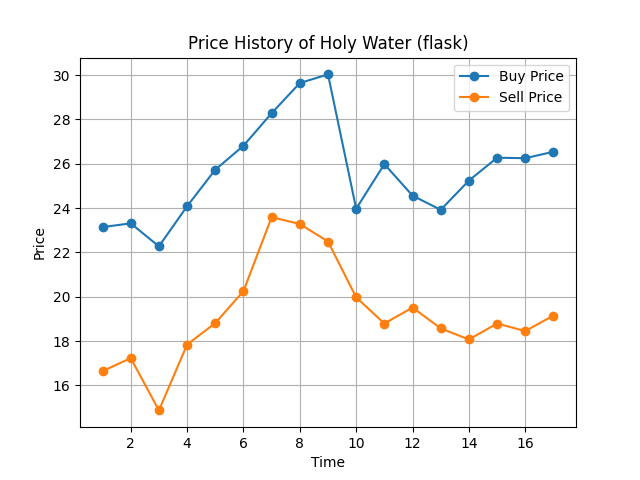 Price History of Holy Water (flask)
Buy Price
Sell Price
30
28
26
24
22
20
18
16
Price
2 4 6 8 10 12 14 16
Time